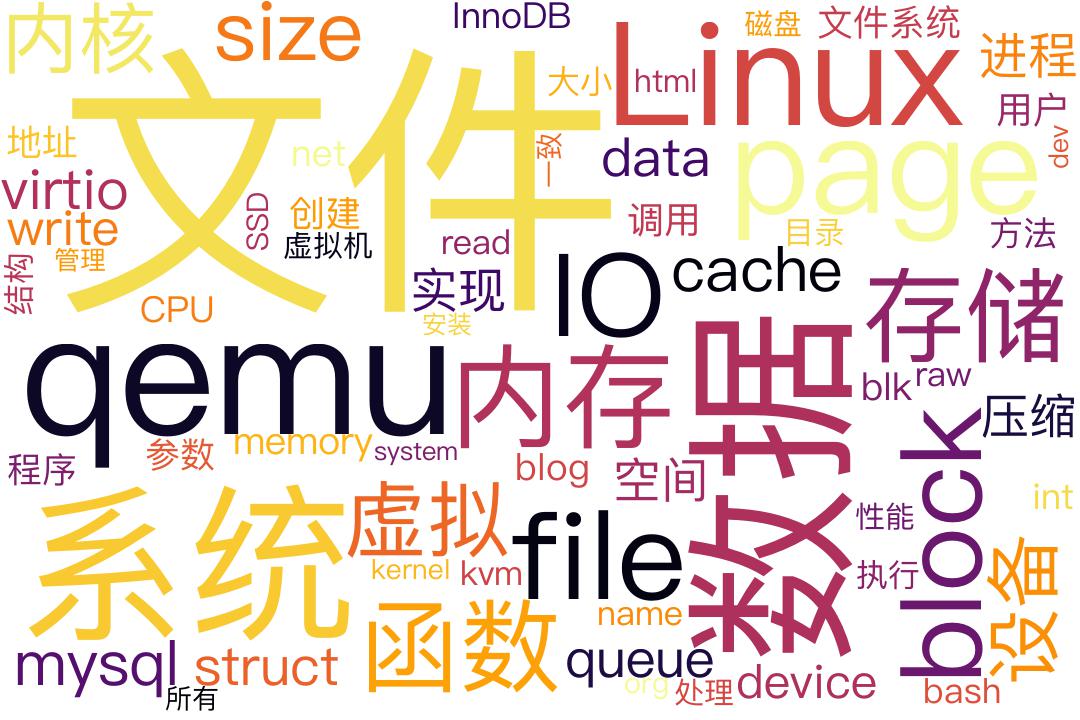 内核
size
InnoDB
磁盘
文件系统
Linux
进程
文件
大小
html
用户
dev
地址
net
一致
data
page
virtio
SSD
创建
调用
目录
方法
write
虚拟机
read
管理
结构
CPU
实现
安装
IO
cache
存储
qemu
内存
数据
blk
raw
压缩
block
参数
memory
system
程序
blog
空间
int
系统
虚拟
file
性能
设备
kernel
kvm
执行
函数
name
mysql
struct
queue
所有
org
处理
device
bash